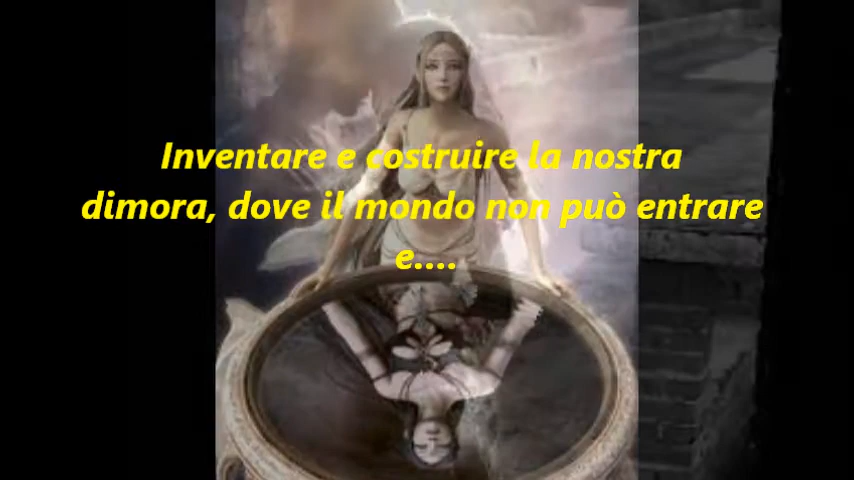 Inventare e costruire la nostra
dimora, dove il mondo non può entrare
e....